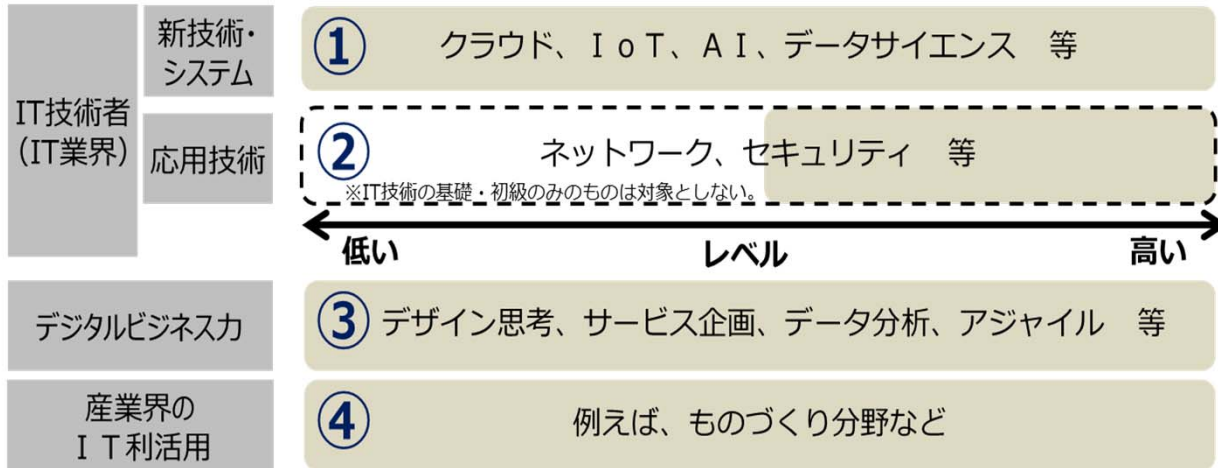 IT技術者
（IT業界）
新技術・
システム
① クラウド、ＩｏＴ、ＡＩ、データサイエンス　等
応用技術
② ネットワーク、セキュリティ　等
※IT技術の基礎・初級のみのものは対象としない。
低い　レベル　高い
デジタルビジネス力
③ デザイン思考、サービス企画、データ分析、アジャイル　等
産業界の
ＩＴ利活用
④ 例えば、ものづくり分野など